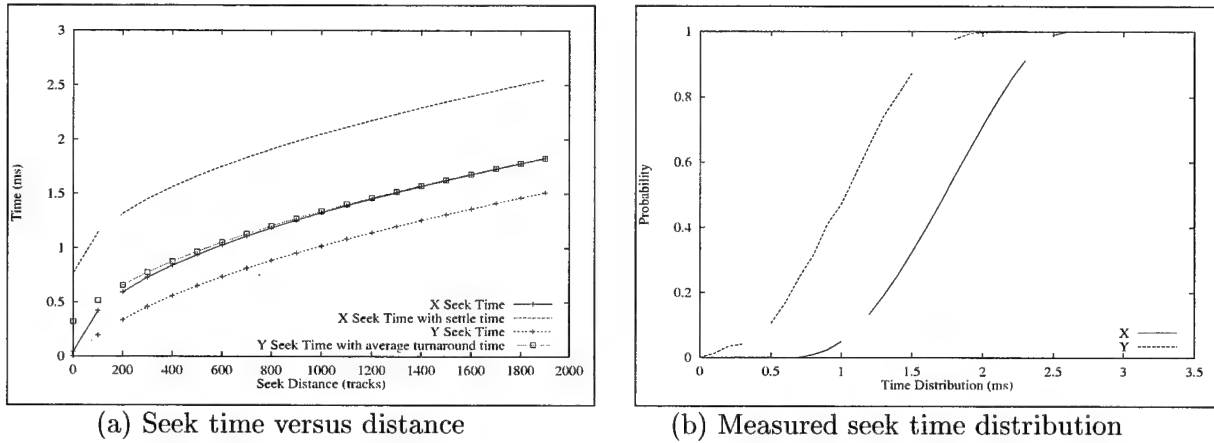 3
2.5
2
1.5
1
0.5
0
Time (ms)
X Seek Time
X Seek Time with settle time
Y Seek Time
Y Seek Time with average turnaround time
0 200 400 600 800 1000 1200 1400 1600 1800 2000
Seek Distance (tracks)
(a) Seek time versus distance
1
0.8
0.6
0.4
0.2
0
Probability
X
Y
0 0.5 1 1.5 2 2.5 3 3.5
Time Distribution (ms)
(b) Measured seek time distribution